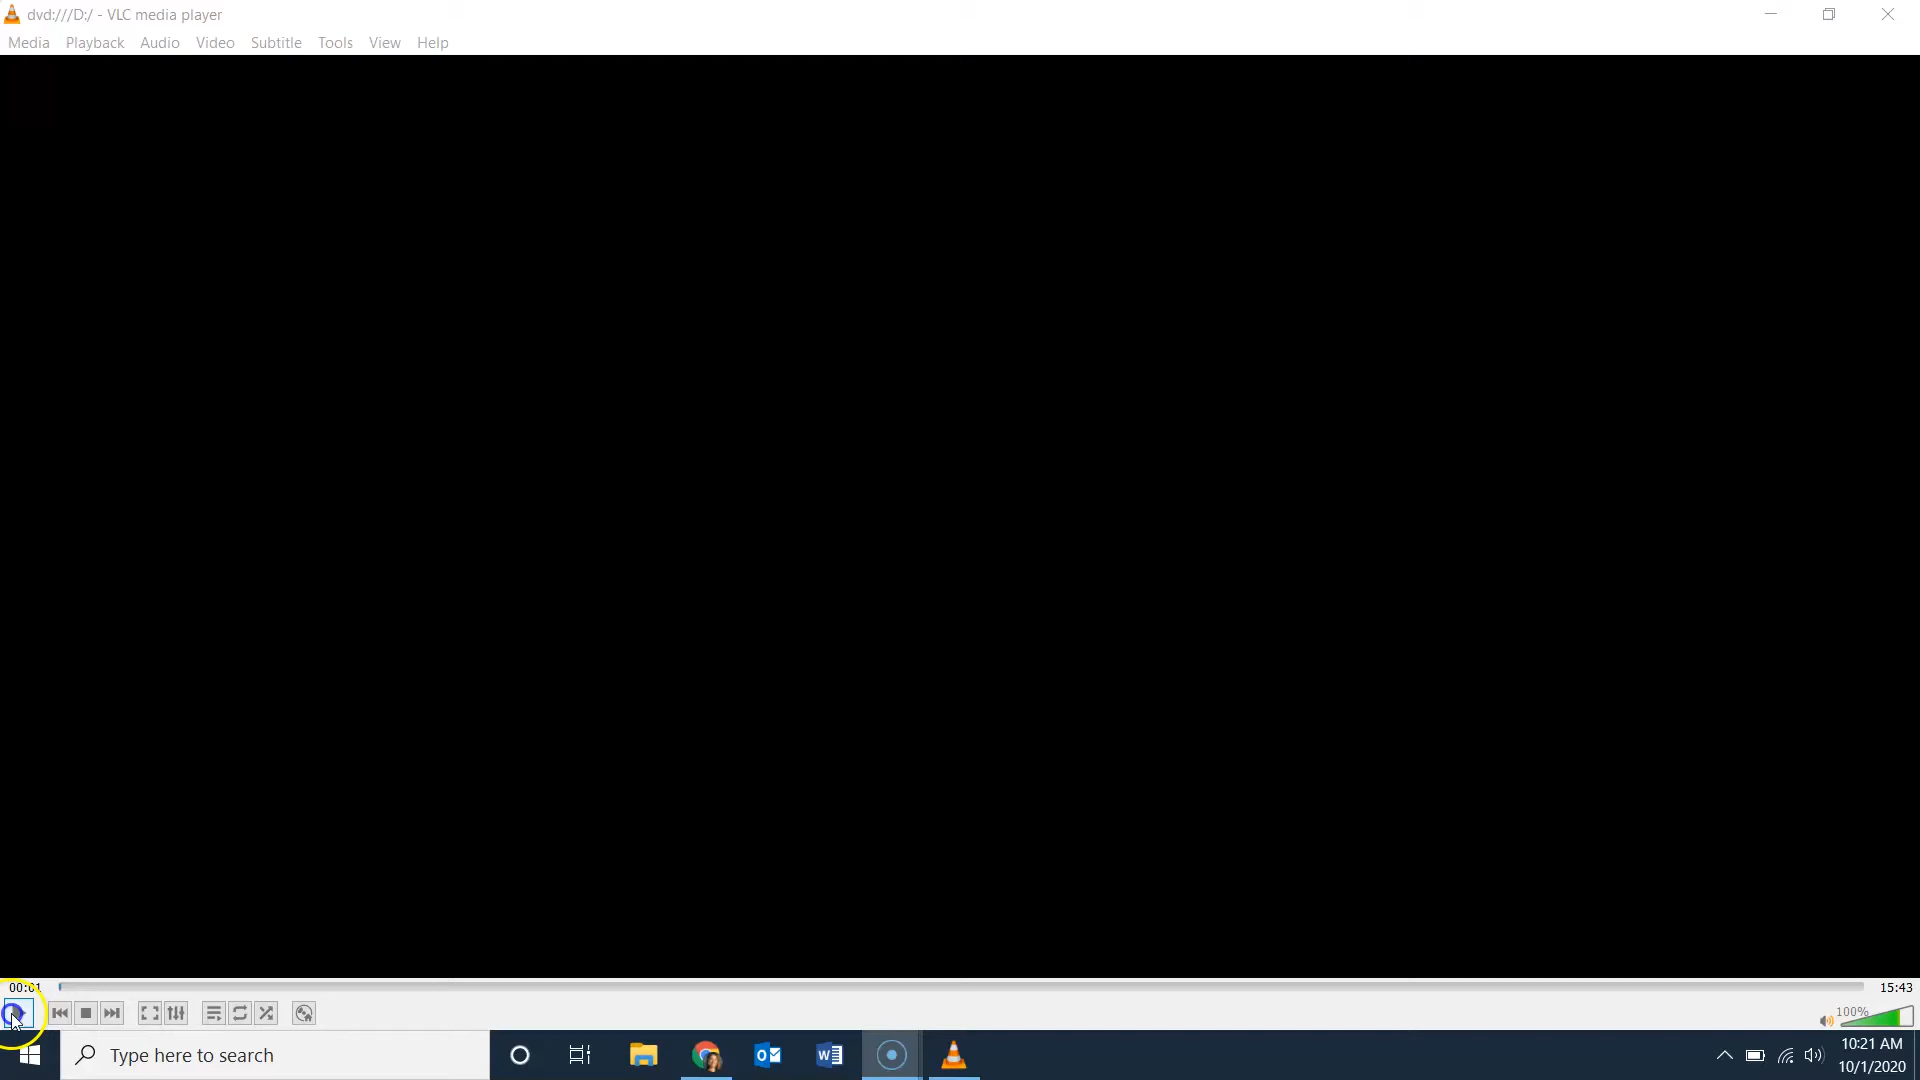 dvd:///D:/ - VLC media player
Media Playback Audio Video Subtitle Tools View Help
00:01
15:43
100%
Type here to search
10:21 AM
10/1/2020